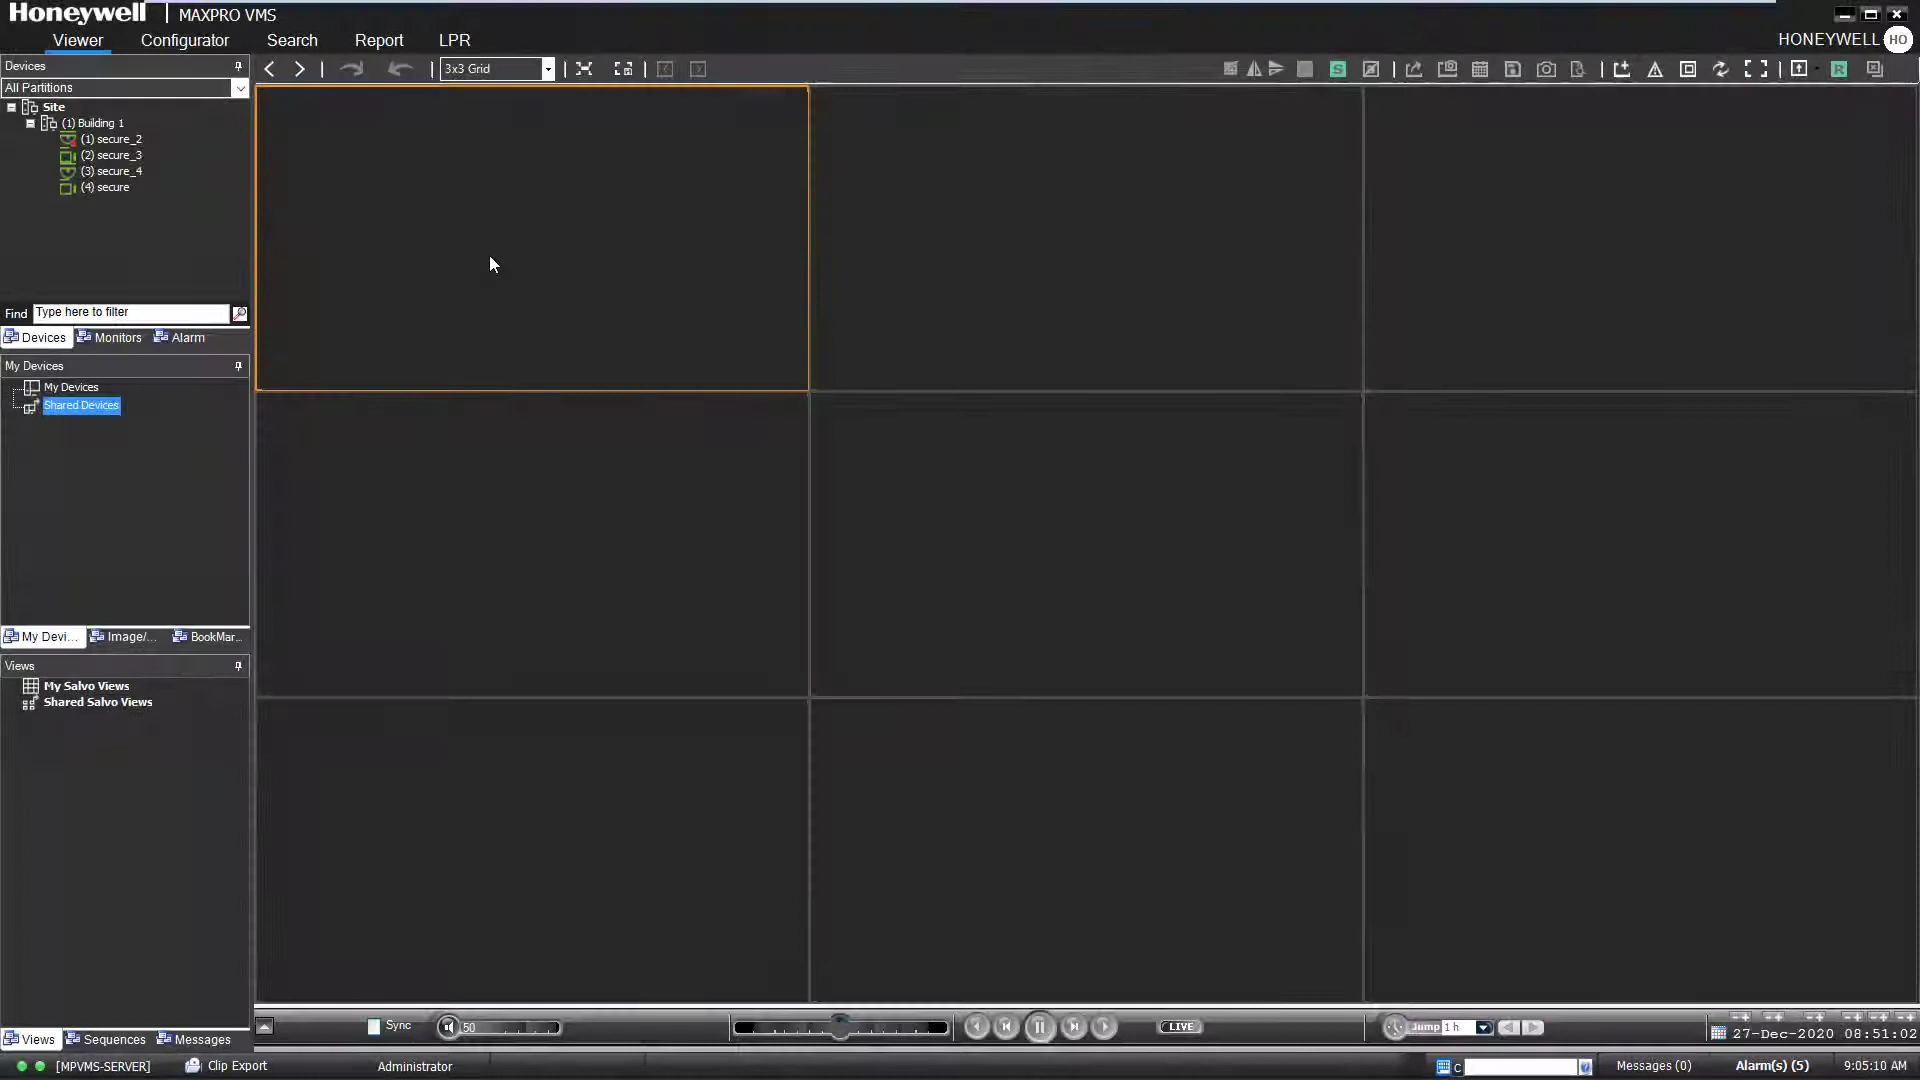 Honeywell | MAXPRO VMS
Viewer Configurator Search Report LPR
HONEYWELL HO
Devices
3x3 Grid
S
R
All Partitions
Site
(1) Building 1
(1) secure_2
(2) secure_3
(3) secure_4
(4) secure
Find Type here to filter
Devices Monitors Alarm
My Devices
My Devices
Shared Devices
My Devi... Image/... BookMar...
Views
My Salvo Views
Shared Salvo Views
Sync 50 LIVE Jump 1 h 27-Dec-2020 08:51:02
Views Sequences Messages
[MPVMS-SERVER] Clip Export Administrator C Messages (0) Alarm(s) (5) 9:05:10 AM